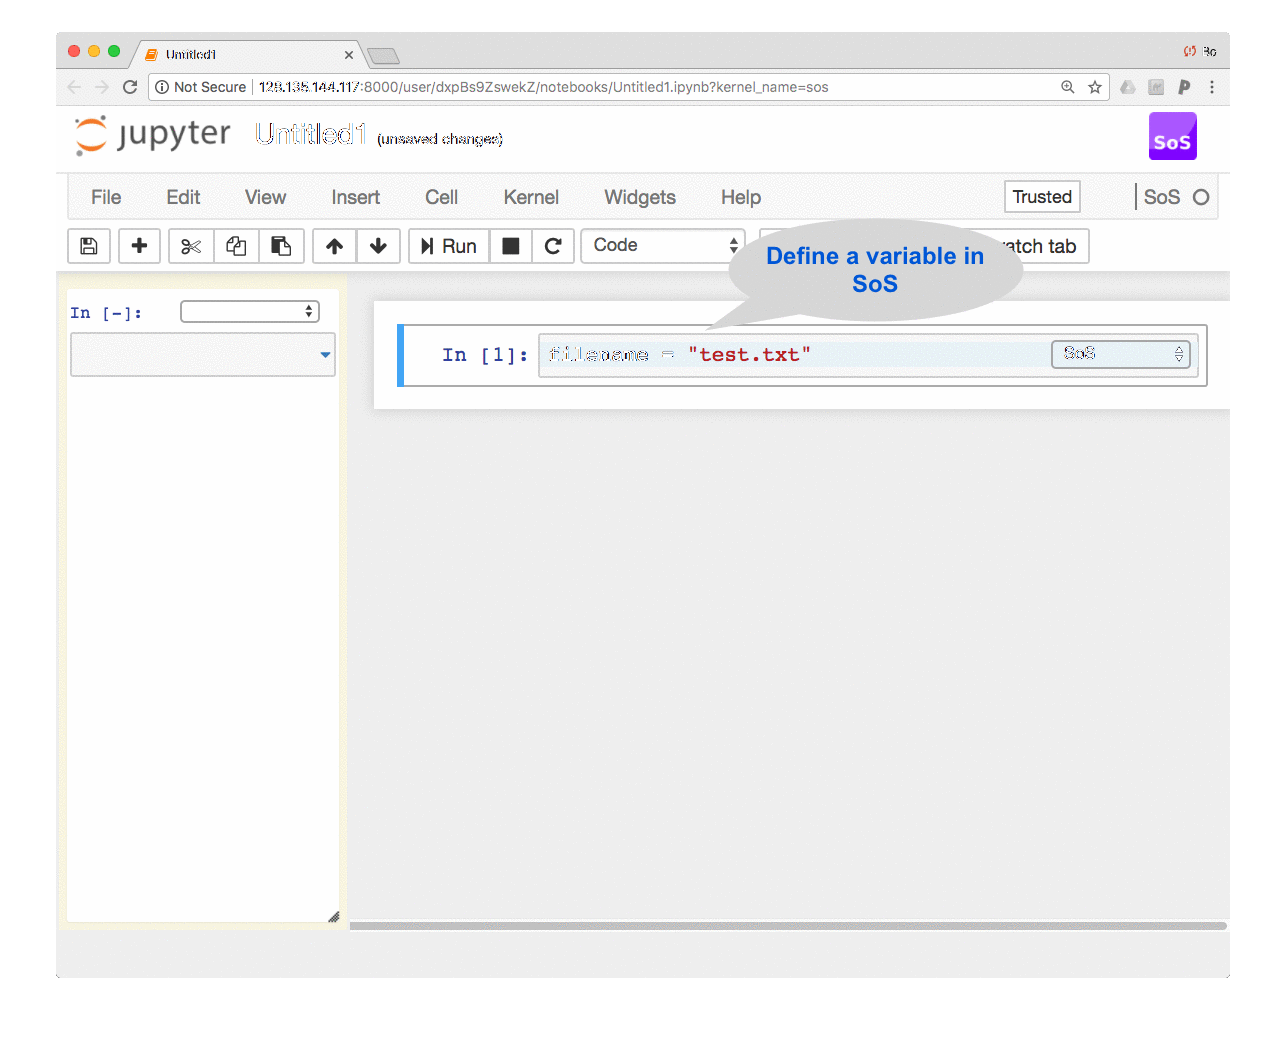 Untitled1
Not Secure 128.135.144.117:8000/user/dxpBs9ZswekZ/notebooks/Untitled1.ipynb?kernel_name=sos
jupyter Untitled1 (unsaved changes)
SoS
File Edit View Insert Cell Kernel Widgets Help Trusted SoS
Run Code atch tab
Define a variable in
SoS
In [-]:
In [1]: filename = "test.txt" SoS